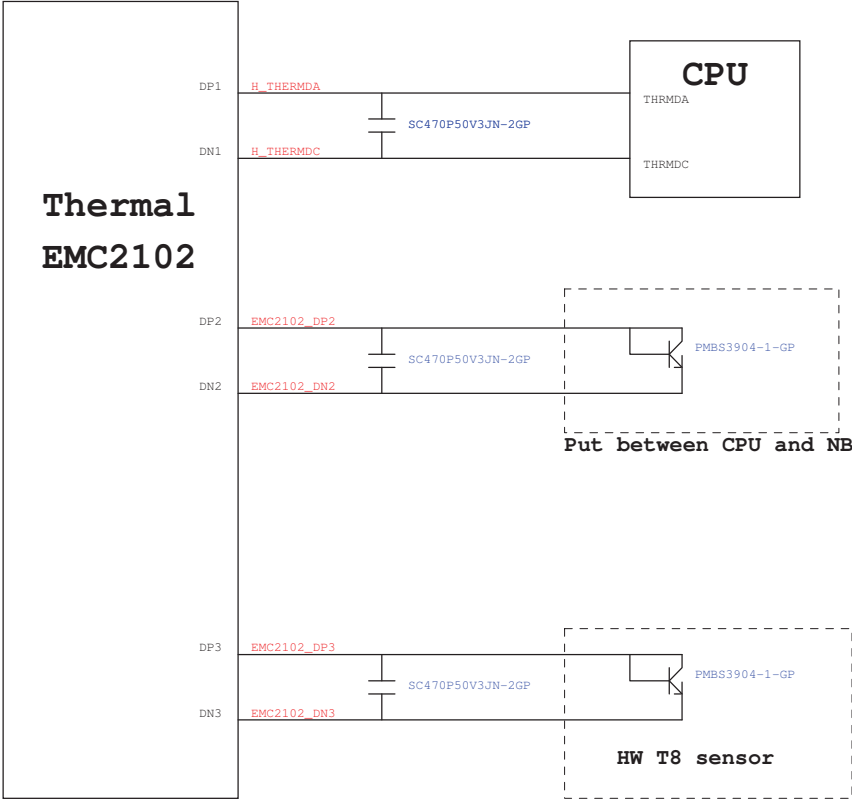 CPU
DP1 H_THERMDA
THRMDA
SC470P50V3JN-2GP
DN1 H_THERMDC
THRMDC
Thermal
EMC2102
DP2 EMC2102_DP2
PMBS3904-1-GP
SC470P50V3JN-2GP
DN2 EMC2102_DN2
Put between CPU and NB
DP3 EMC2102_DP3
PMBS3904-1-GP
SC470P50V3JN-2GP
DN3 EMC2102_DN3
HW T8 sensor